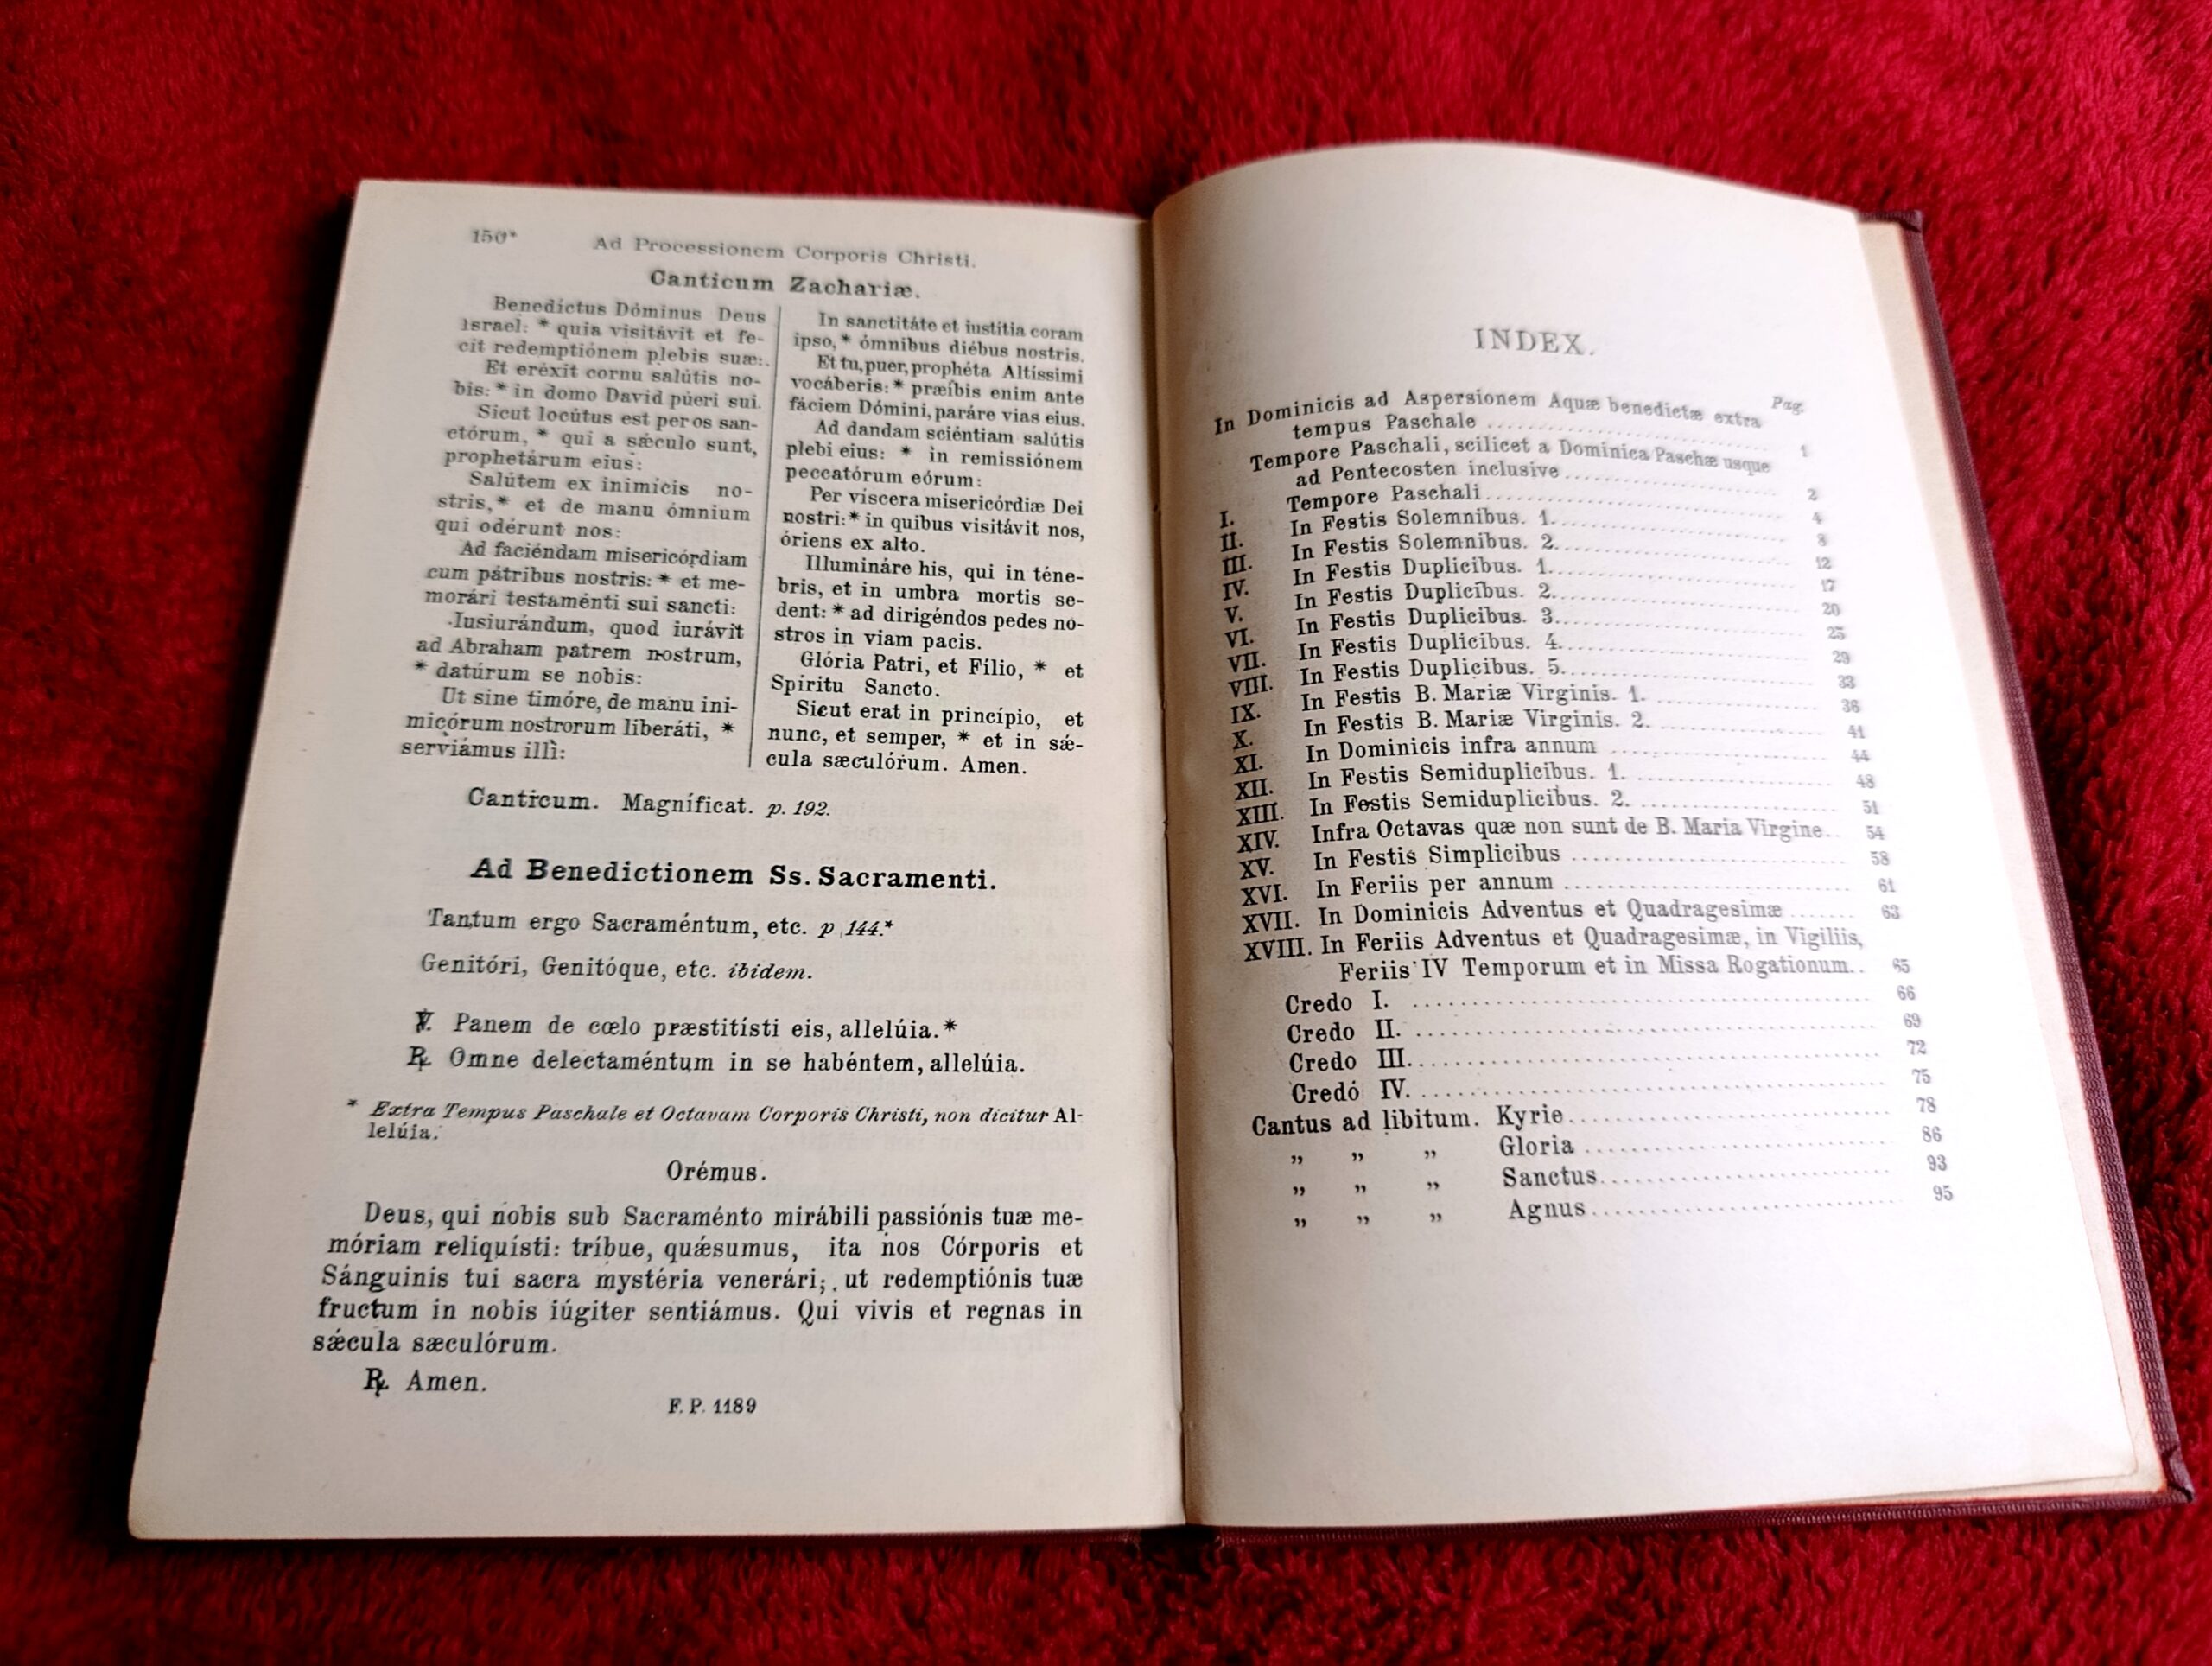 150*
Ad Processionem Corporis Christi.
Canticum Zachariæ.
Benedíctus Dóminus Deus
Israel: * quia visitávit et fe-
cit redemptiónem plebis suæ:
Et eréxit cornu salútis no-
bis: * in domo David púeri sui.
Sicut locútus est per os san-
ctórum, * qui a sǽculo sunt,
prophetárum eius:
Salútem ex inimícis no-
stris, * et de manu ómnium
qui odérunt nos:
Ad faciéndam misericórdiam
cum pátribus nostris: * et me-
morári testaménti sui sancti:
Iusiurándum, quod iurávit
ad Abraham patrem nostrum,
* datúrum se nobis:
Ut sine timóre, de manu ini-
micórum nostrorum liberáti, *
serviámus illì:
In sanctitáte et iustítia coram
ipso, * ómnibus diébus nostris.
Et tu, puer, prophéta Altíssimi
vocáberis: * præíbis enim ante
fáciem Dómini, paráre vias eius.
Ad dandam sciéntiam salútis
plebi eius: * in remissiónem
peccatórum eórum:
Per víscera misericórdiæ Dei
nostri: * in quibus visitávit nos,
óriens ex alto.
Illumináre his, qui in téne-
bris, et in umbra mortis se-
dent: * ad dirigéndos pedes no-
stros in viam pacis.
Glória Patri, et Fílio, * et
Spirítu Sancto.
Sicut erat in princípio, et
nunc, et semper, * et in sǽ-
cula sæculórum. Amen.
Canticum. Magníficat. p. 192.
Ad Benedictionem Ss. Sacramenti.
Tantum ergo Sacraméntum, etc. p 144.*
Genitóri, Genitóque, etc. ibidem.
℣. Panem de cœlo præstitísti eis, allelúia.*
℟. Omne delectaméntum in se habéntem, allelúia.
* Extra Tempus Paschale et Octavam Corporis Christi, non dicitur Al-
lelúia.
Orémus.
Deus, qui nobis sub Sacraménto mirábili passiónis tuæ me-
móriam reliquísti: tríbue, quǽsumus, ita nos Córporis et
Sánguinis tui sacra mystéria venerári; ut redemptiónis tuæ
fructum in nobis iúgiter sentiámus. Qui vivis et regnas in
sǽcula sæculórum.
℟. Amen.
F. P. 1189
INDEX.
Pag.
In Dominicis ad Aspersionem Aquæ benedictæ extra
tempus Paschale ........ 1
Tempore Paschali, scilicet a Dominica Paschæ usque
ad Pentecosten inclusive ........ 2
I. Tempore Paschali ........ 4
II. In Festis Solemnibus. 1. ........ 8
III. In Festis Solemnibus. 2. ........ 12
IV. In Festis Duplicibus. 1. ........ 17
V. In Festis Duplicibus. 2. ........ 20
VI. In Festis Duplicibus. 3. ........ 25
VII. In Festis Duplicibus. 4. ........ 29
VIII. In Festis Duplicibus. 5. ........ 33
IX. In Festis B. Mariæ Virginis. 1. ........ 36
X. In Festis B. Mariæ Virginis. 2. ........ 41
XI. In Dominicis infra annum ........ 44
XII. In Festis Semiduplicibus. 1. ........ 48
XIII. In Festis Semiduplicibus. 2. ........ 51
XIV. Infra Octavas quæ non sunt de B. Maria Virgine.. 54
XV. In Festis Simplicibus ........ 58
XVI. In Feriis per annum ........ 61
XVII. In Dominicis Adventus et Quadragesimæ ....... 63
XVIII. In Feriis Adventus et Quadragesimæ, in Vigiliis,
Feriis IV Temporum et in Missa Rogationum.. 65
Credo I. ........ 66
Credo II. ........ 69
Credo III. ........ 72
Credó IV. ........ 75
Cantus ad libitum. Kyrie ........ 78
„ „ „ Gloria ........ 86
„ „ „ Sanctus ........ 93
„ „ „ Agnus ........ 95